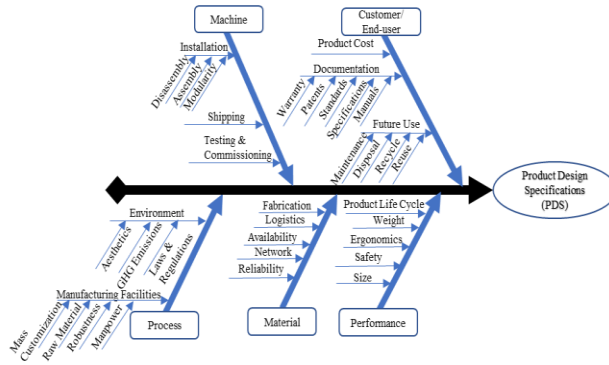 Machine
Customer/
End-user
Installation
Disassembly
Assembly
Modularity
Shipping
Testing &
Commissioning
Product Cost
Documentation
Warranty
Patents
Standards
Specifications
Manuals
Future Use
Maintenance
Disposal
Recycle
Reuse
Product Design
Specifications
(PDS)
Environment
Aesthetics
GHG Emissions
Laws &
Regulations
Manufacturing Facilities
Mass
Customization
Raw Material
Robustness
Manpower
Process
Fabrication
Logistics
Availability
Network
Reliability
Material
Product Life Cycle
Weight
Ergonomics
Safety
Size
Performance